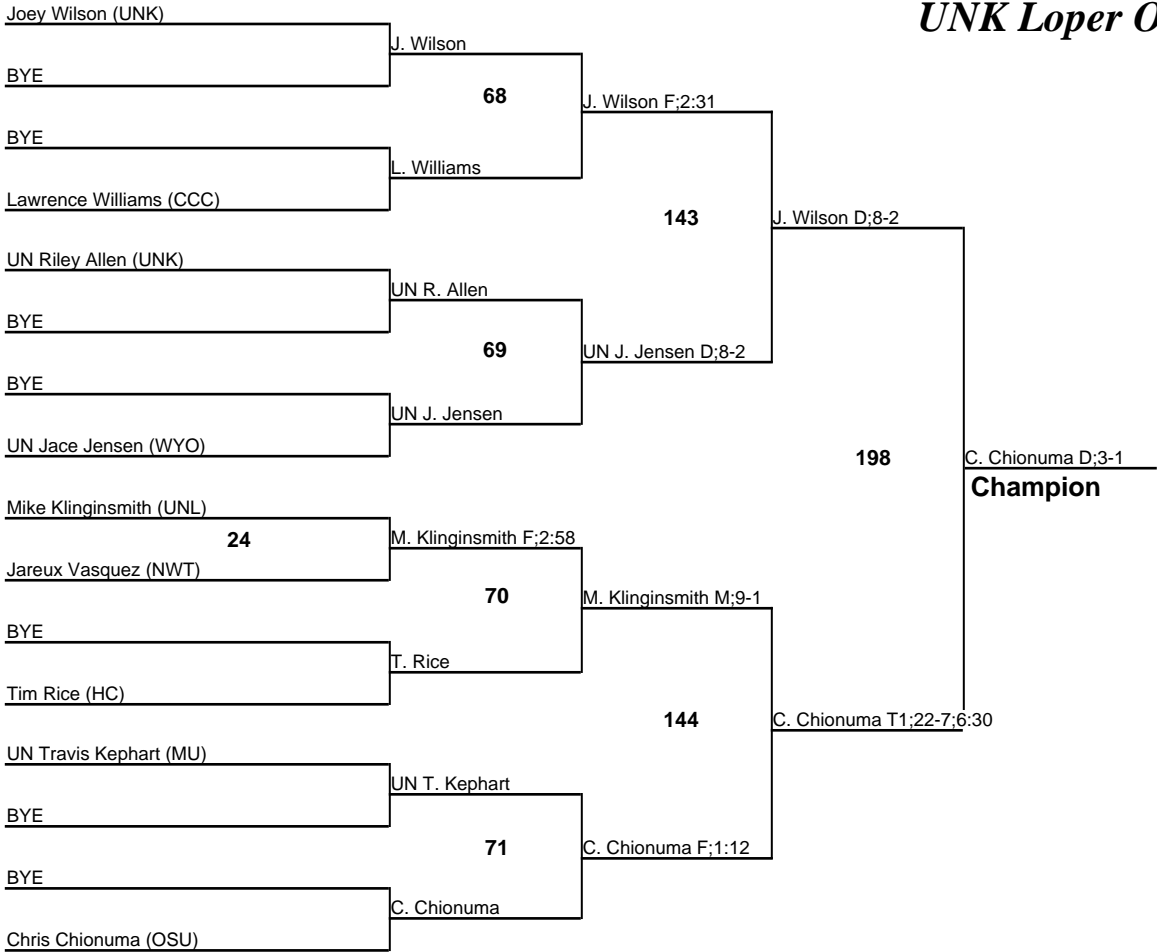 UNK Loper O
Joey Wilson (UNK)
BYE
BYE
Lawrence Williams (CCC)
UN Riley Allen (UNK)
BYE
BYE
UN Jace Jensen (WYO)
Mike Klinginsmith (UNL)
24
Jareux Vasquez (NWT)
BYE
Tim Rice (HC)
UN Travis Kephart (MU)
BYE
BYE
Chris Chionuma (OSU)
J. Wilson
68
L. Williams
UN R. Allen
69
UN J. Jensen
M. Klinginsmith F;2:58
70
T. Rice
UN T. Kephart
71
C. Chionuma
J. Wilson F;2:31
143
UN J. Jensen D;8-2
M. Klinginsmith M;9-1
144
C. Chionuma F;1:12
J. Wilson D;8-2
198
C. Chionuma T1;22-7;6:30
C. Chionuma D;3-1
Champion